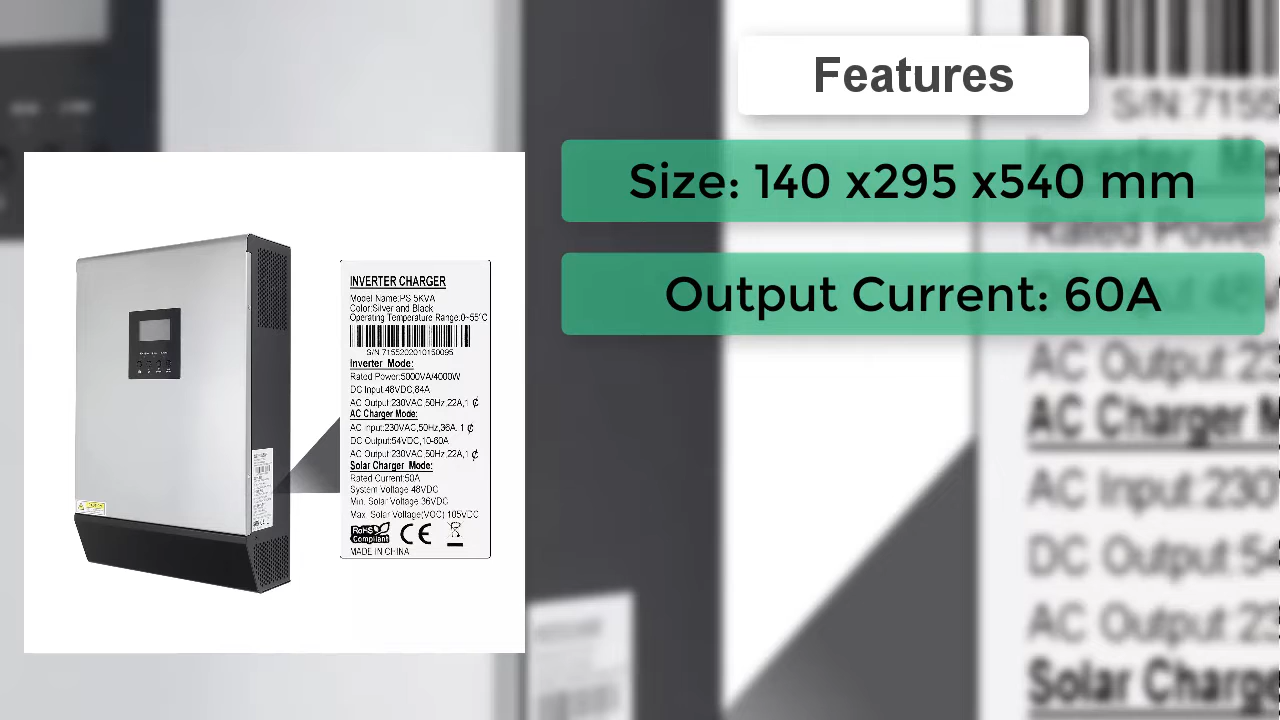 Features
Size: 140 x295 x540 mm
Output Current: 60A
INVERTER CHARGER
Model Name:PS 5KVA
Color:Silver and Black
Operating Temperature Range:0~55°C
S/N 7155202010150095
Inverter Mode:
Rated Power:5000VA/4000W
DC Input:48VDC,84A
AC Output:230VAC,50Hz,22A,1 ¢
AC Charger Mode:
AC Input:230VAC,50Hz,36A,1 ¢
DC Output:54VDC,10-60A
AC Output:230VAC,50Hz,22A,1 ¢
Solar Charger Mode:
Rated Current:50A
System Voltage:48VDC
Min. Solar Voltage:36VDC
Max. Solar Voltage(VOC) 105VDC
RoHS
Compliant
CE
MADE IN CHINA
S/N:7155
Inverter Mo
Rated Power
AC Output:23
AC Charger M
AC Input:230
DC Output:54
AC Output:23
Solar Charge